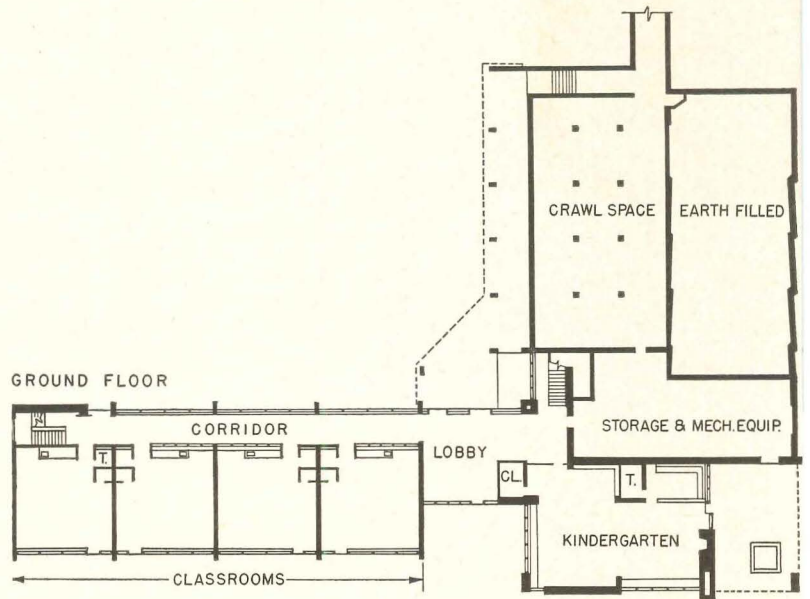 CRAWL SPACE
EARTH FILLED
GROUND FLOOR
CORRIDOR
STORAGE & MECH. EQUIP.
LOBBY
T.
CL.
T.
KINDERGARTEN
CLASSROOMS